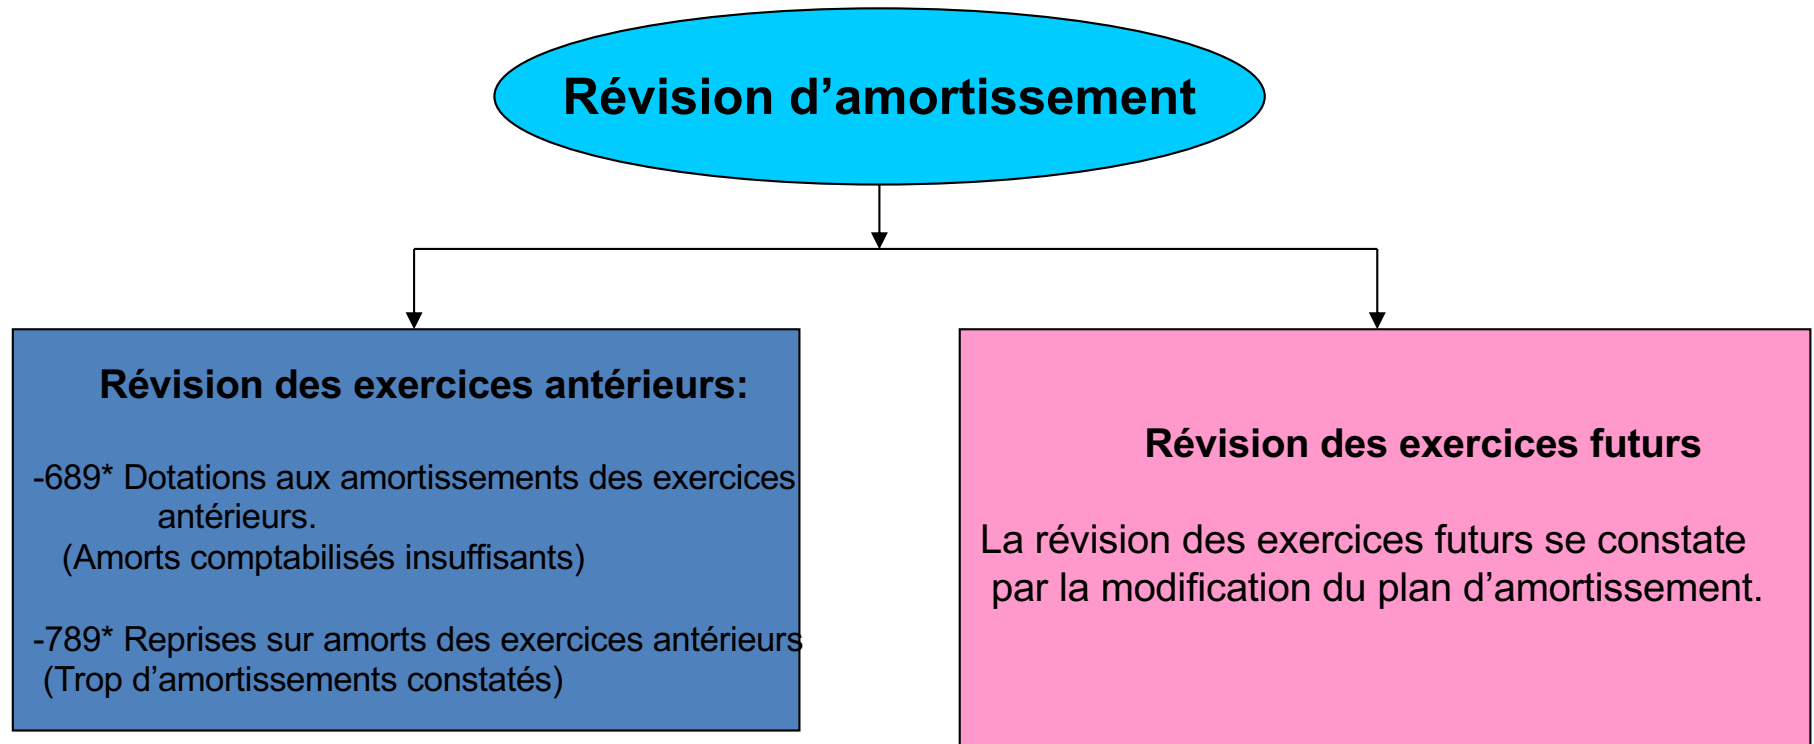 Révision d’amortissement
Révision des exercices antérieurs:
-689* Dotations aux amortissements des exercices
antérieurs.
(Amorts comptabilisés insuffisants)
-789* Reprises sur amorts des exercices antérieurs
(Trop d’amortissements constatés)
Révision des exercices futurs
La révision des exercices futurs se constate
par la modification du plan d’amortissement.